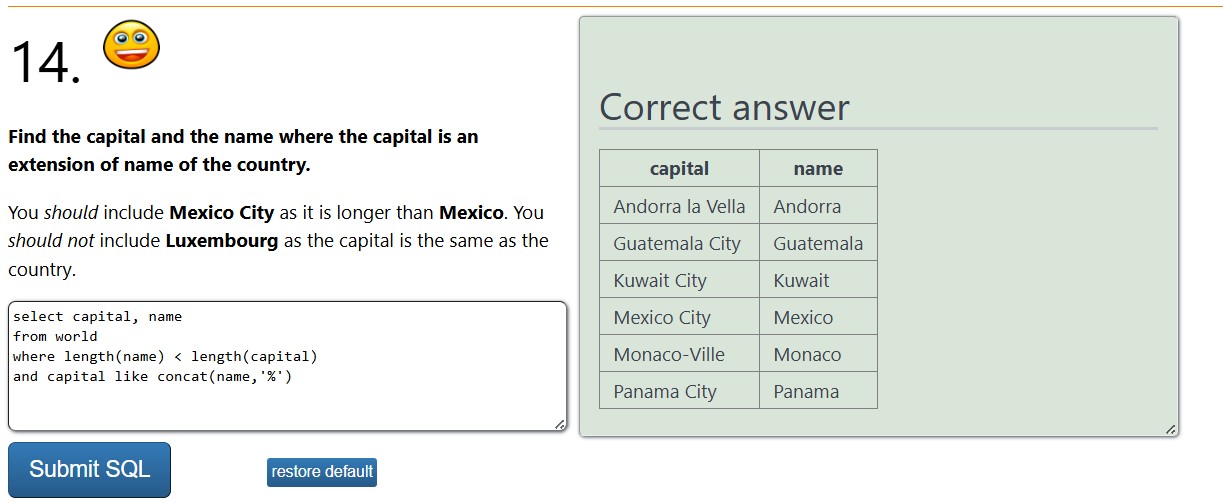 14.
Find the capital and the name where the capital is an
extension of name of the country.
You should include Mexico City as it is longer than Mexico. You
should not include Luxembourg as the capital is the same as the
country.
select capital, name
from world
where length(name) < length(capital)
and capital like concat(name,'%')
Submit SQL
restore default
Correct answer
capital name
Andorra la Vella Andorra
Guatemala City Guatemala
Kuwait City Kuwait
Mexico City Mexico
Monaco-Ville Monaco
Panama City Panama